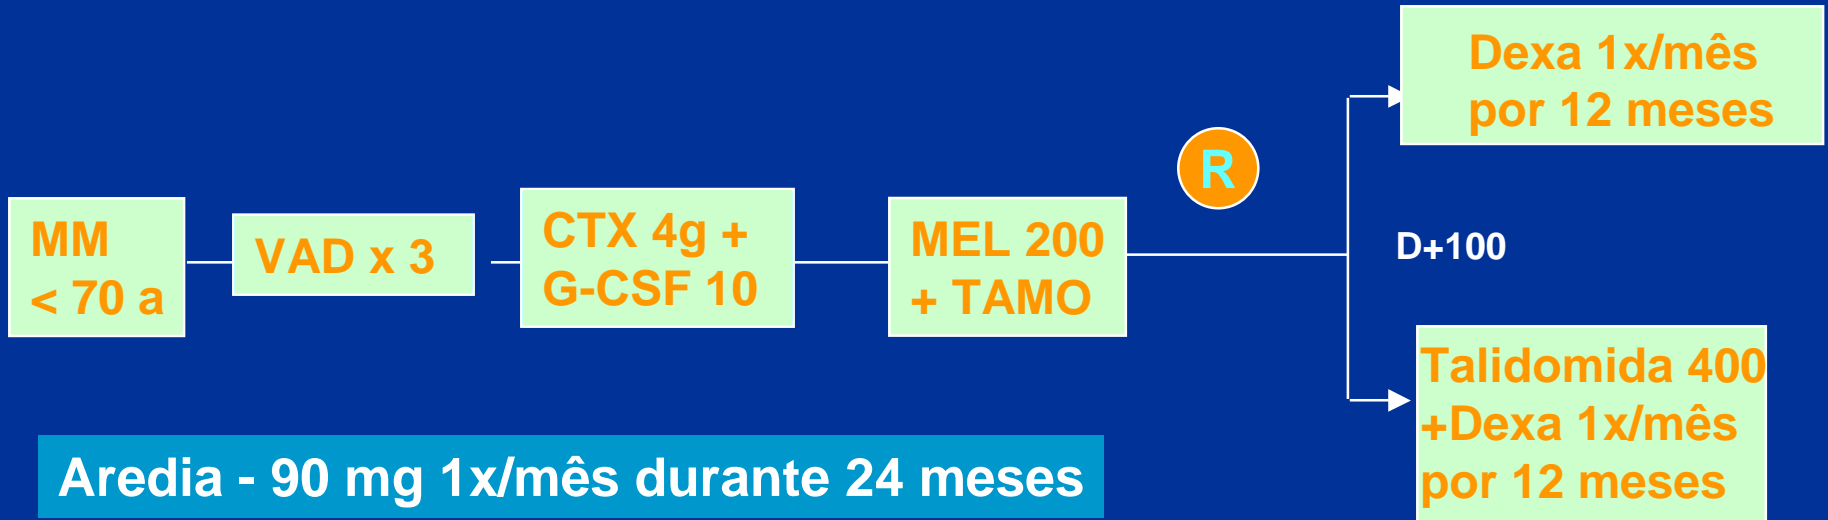 MM
< 70 a
VAD x 3
CTX 4g +
G-CSF 10
MEL 200
+ TAMO
R
Dexa 1x/mês
por 12 meses
D+100
Talidomida 400
+Dexa 1x/mês
por 12 meses
Aredia - 90 mg 1x/mês durante 24 meses